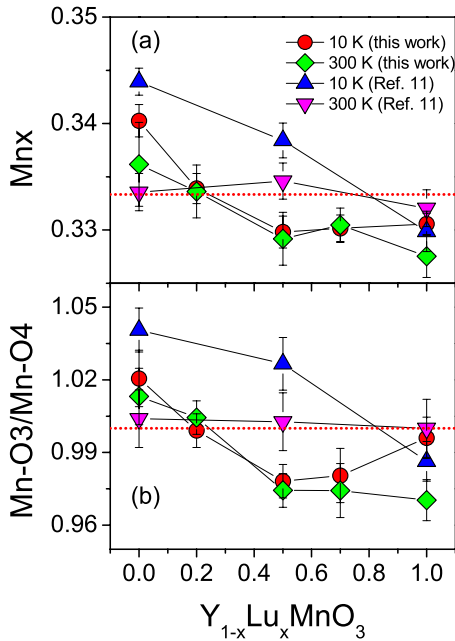 0.35
(a)
10 K (this work)
300 K (this work)
10 K (Ref. 11)
300 K (Ref. 11)
0.34
Mnx
0.33
1.05
1.02
Mn-O3/Mn-O4
0.99
(b)
0.96
0.0 0.2 0.4 0.6 0.8 1.0
Y1-xLuxMnO3